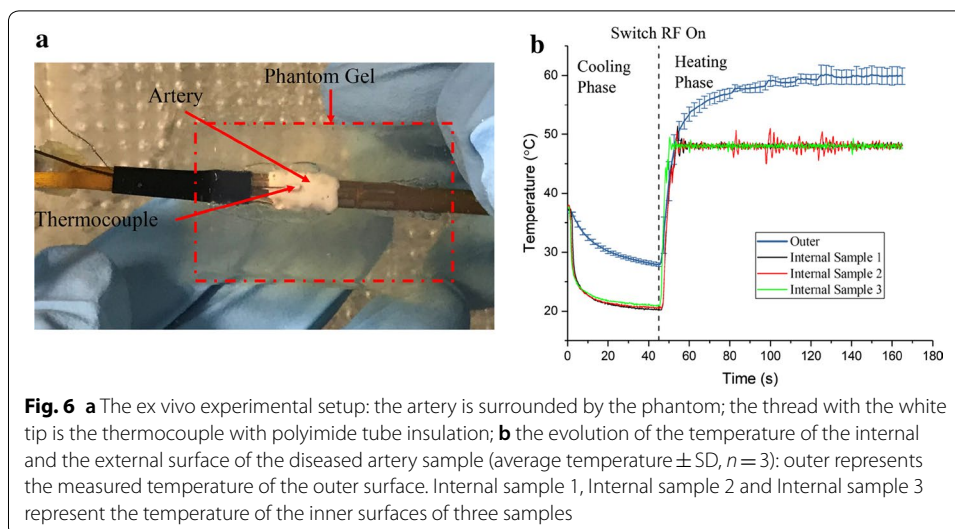 a
Phantom Gel
Artery
Thermocouple
b
Switch RF On
Cooling
Phase
Heating
Phase
Temperature (°C)
60
50
40
30
20
Outer
Internal Sample 1
Internal Sample 2
Internal Sample 3
0 20 40 60 80 100 120 140 160 180
Time (s)
Fig. 6 a The ex vivo experimental setup: the artery is surrounded by the phantom; the thread with the white
tip is the thermocouple with polyimide tube insulation; b the evolution of the temperature of the internal
and the external surface of the diseased artery sample (average temperature ± SD, n = 3): outer represents
the measured temperature of the outer surface. Internal sample 1, Internal sample 2 and Internal sample 3
represent the temperature of the inner surfaces of three samples